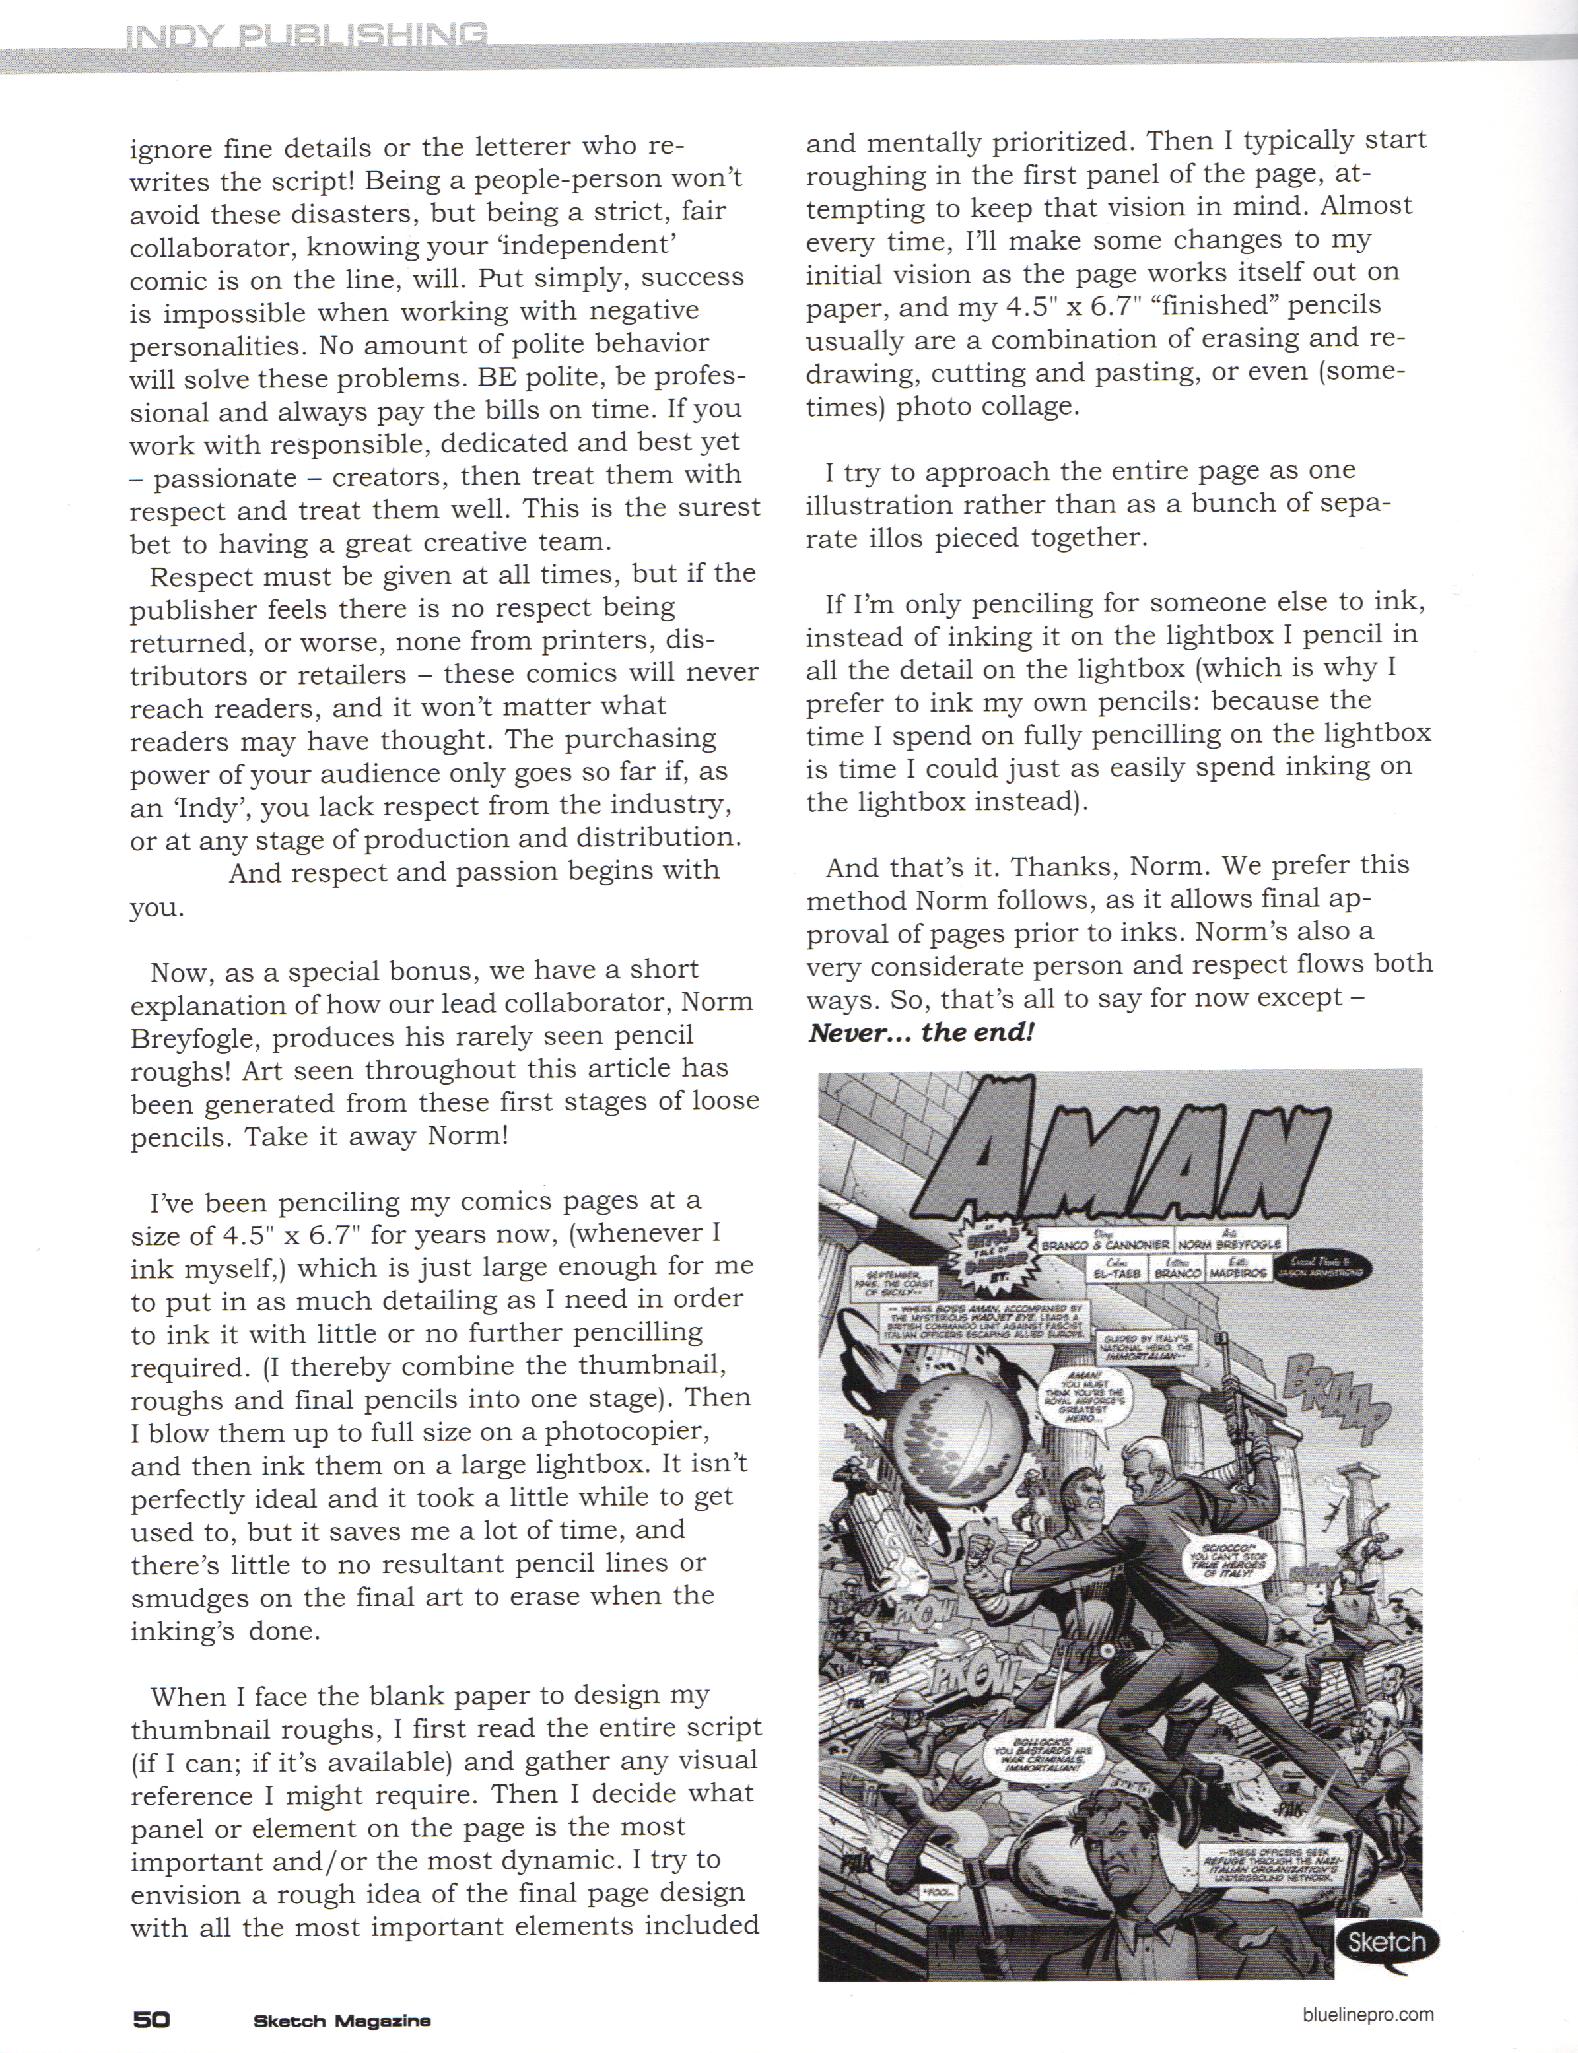 INDY PUBLISHING
ignore fine details or the letterer who re-
writes the script! Being a people-person won't
avoid these disasters, but being a strict, fair
collaborator, knowing your 'independent'
comic is on the line, will. Put simply, success
is impossible when working with negative
personalities. No amount of polite behavior
will solve these problems. BE polite, be profes-
sional and always pay the bills on time. If you
work with responsible, dedicated and best yet
– passionate – creators, then treat them with
respect and treat them well. This is the surest
bet to having a great creative team.
Respect must be given at all times, but if the
publisher feels there is no respect being
returned, or worse, none from printers, dis-
tributors or retailers – these comics will never
reach readers, and it won't matter what
readers may have thought. The purchasing
power of your audience only goes so far if, as
an 'Indy', you lack respect from the industry,
or at any stage of production and distribution.
And respect and passion begins with
you.
Now, as a special bonus, we have a short
explanation of how our lead collaborator, Norm
Breyfogle, produces his rarely seen pencil
roughs! Art seen throughout this article has
been generated from these first stages of loose
pencils. Take it away Norm!
I've been penciling my comics pages at a
size of 4.5" x 6.7" for years now, (whenever I
ink myself,) which is just large enough for me
to put in as much detailing as I need in order
to ink it with little or no further pencilling
required. (I thereby combine the thumbnail,
roughs and final pencils into one stage). Then
I blow them up to full size on a photocopier,
and then ink them on a large lightbox. It isn't
perfectly ideal and it took a little while to get
used to, but it saves me a lot of time, and
there's little to no resultant pencil lines or
smudges on the final art to erase when the
inking's done.
When I face the blank paper to design my
thumbnail roughs, I first read the entire script
(if I can; if it's available) and gather any visual
reference I might require. Then I decide what
panel or element on the page is the most
important and/or the most dynamic. I try to
envision a rough idea of the final page design
with all the most important elements included
and mentally prioritized. Then I typically start
roughing in the first panel of the page, at-
tempting to keep that vision in mind. Almost
every time, I'll make some changes to my
initial vision as the page works itself out on
paper, and my 4.5" x 6.7" "finished" pencils
usually are a combination of erasing and re-
drawing, cutting and pasting, or even (some-
times) photo collage.
I try to approach the entire page as one
illustration rather than as a bunch of sepa-
rate illos pieced together.
If I'm only penciling for someone else to ink,
instead of inking it on the lightbox I pencil in
all the detail on the lightbox (which is why I
prefer to ink my own pencils: because the
time I spend on fully pencilling on the lightbox
is time I could just as easily spend inking on
the lightbox instead).
And that's it. Thanks, Norm. We prefer this
method Norm follows, as it allows final ap-
proval of pages prior to inks. Norm's also a
very considerate person and respect flows both
ways. So, that's all to say for now except –
Never... the end!
AMAN
AN
UNTOLD
TALE OF
Story
BRANCO & CANNONIER
Art:
NORM BREYFOGLE
Colors
EL-TAEB
Letters
BRANCO
Edits
MADEIROS
Special Thanks to
JASON ARMSTRONG
SEPTEMBER,
1945, THE COAST
OF SICILY--
-- WHERE BOSS AMAN, ACCOMPANIED BY
THE MYSTERIOUS WADJET EYE, LEADS A
BRITISH COMMANDO UNIT AGAINST FASCIST
ITALIAN OFFICERS ESCAPING ALLIED EUROPE.
GUIDED BY ITALY'S
NATIONAL HERO, THE
IMMORTALIAN--
AMAN!
YOU MUST
THINK YOU'RE THE
ROYAL AIRFORCE'S
GREATEST
HERO...
SCIOCCO!*
YOU CAN'T STOP
TRUE HEROES
OF ITALY!
PROW
PROW
PAK
PAK
BOLLOCKS!
YOU BASTARDS ARE
WAR CRIMINALS,
IMMORTALIAN!
PAK
PAK
*FOOL.
--THESE OFFICERS SEEK
REFUGE THROUGH THE NAZI-
ITALIAN ORGANIZATION'S
UNDERGROUND NETWORK.
Sketch
50
Sketch Magazine
bluelinepro.com